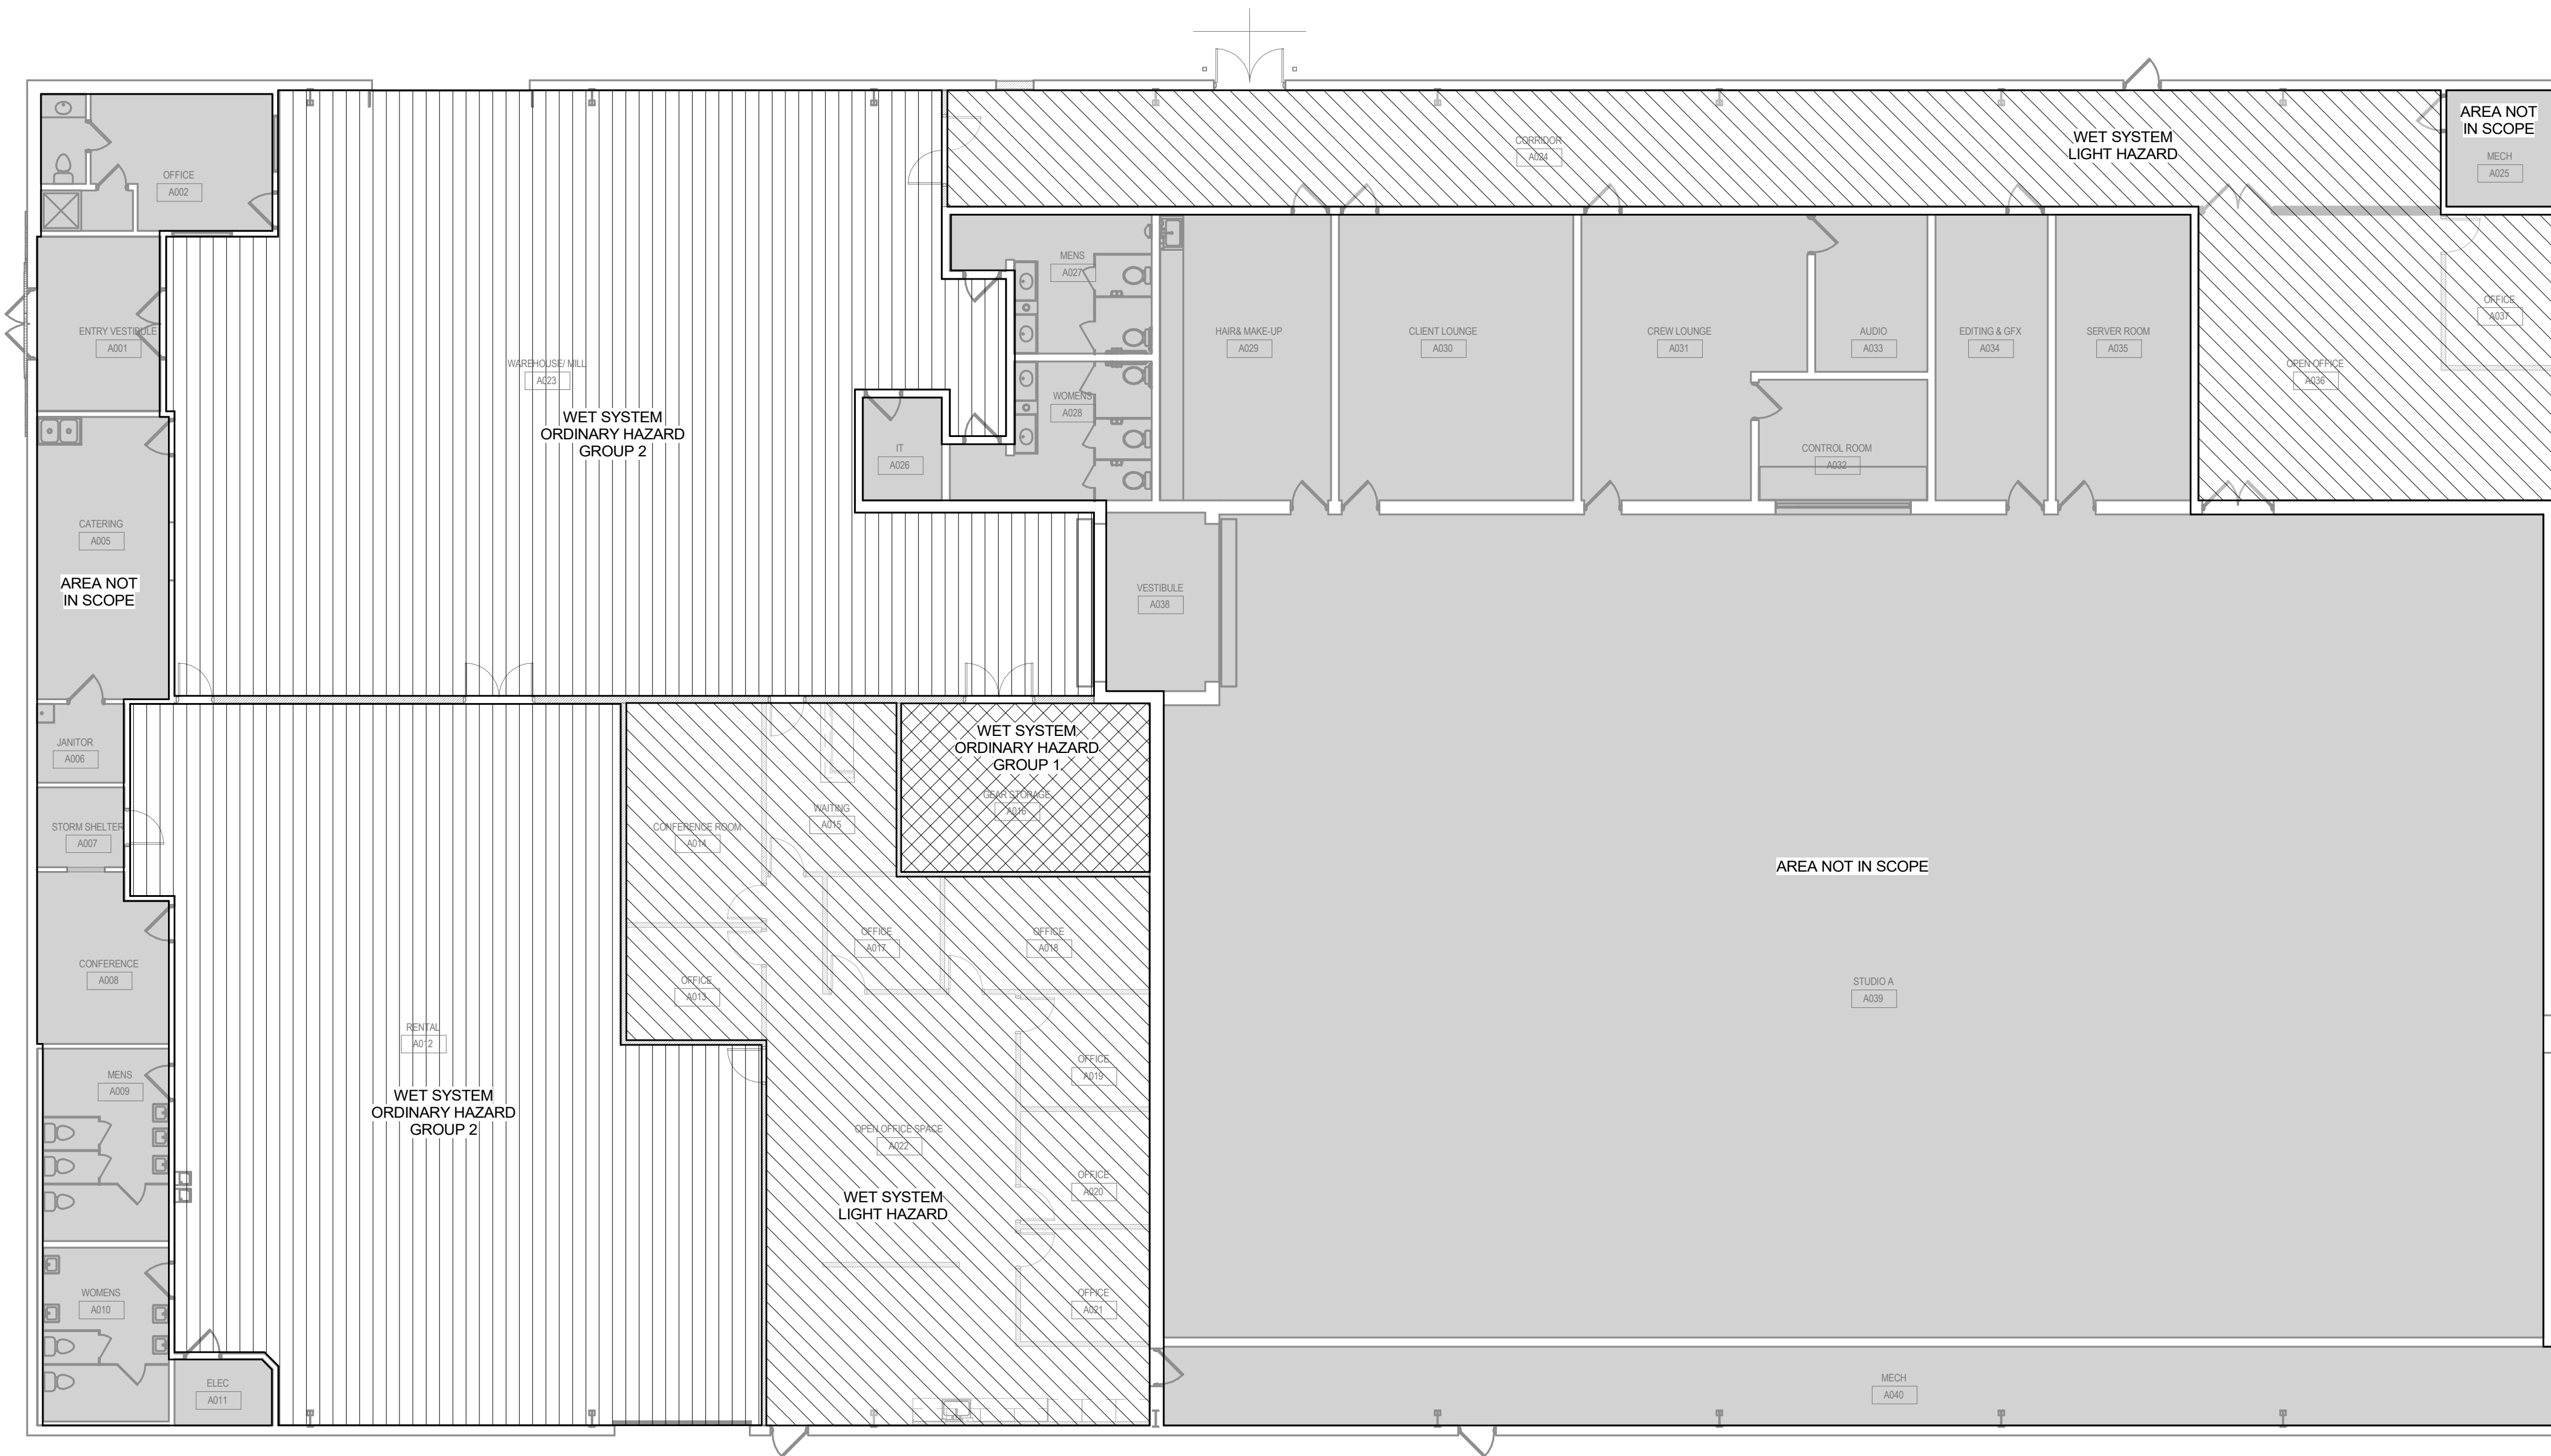 AREA NOT
IN SCOPE
MECH
A025
WET SYSTEM
LIGHT HAZARD
CORRIDOR
A024
OFFICE
A002
ENTRY VESTIBULE
A001
WAREHOUSE/ MILL
A023
WET SYSTEM
ORDINARY HAZARD
GROUP 2
MENS
A027
WOMENS
A028
IT
A026
HAIR& MAKE-UP
A029
CLIENT LOUNGE
A030
CREW LOUNGE
A031
AUDIO
A033
CONTROL ROOM
A032
EDITING & GFX
A034
SERVER ROOM
A035
OPEN OFFICE
A036
OFFICE
A037
CATERING
A005
AREA NOT
IN SCOPE
VESTIBULE
A038
JANITOR
A006
STORM SHELTER
A007
CONFERENCE ROOM
A014
WAITING
A015
WET SYSTEM
ORDINARY HAZARD
GROUP 1
GEAR STORAGE
A016
AREA NOT IN SCOPE
CONFERENCE
A008
OFFICE
A013
OFFICE
A017
OFFICE
A018
STUDIO A
A039
RENTAL
A012
MENS
A009
WET SYSTEM
ORDINARY HAZARD
GROUP 2
OFFICE
A019
OPEN OFFICE SPACE
A022
OFFICE
A020
WET SYSTEM
LIGHT HAZARD
WOMENS
A010
OFFICE
A021
ELEC
A011
MECH
A040